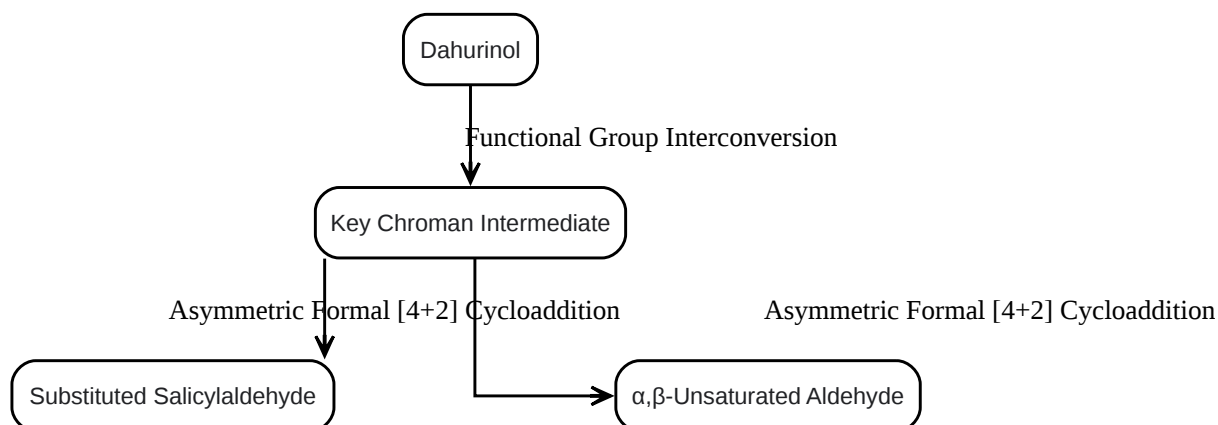 Dahurinol
Functional Group Interconversion
Key Chroman Intermediate
Asymmetric Formal [4+2] Cycloaddition
Asymmetric Formal [4+2] Cycloaddition
Substituted Salicylaldehyde
α,β-Unsaturated Aldehyde